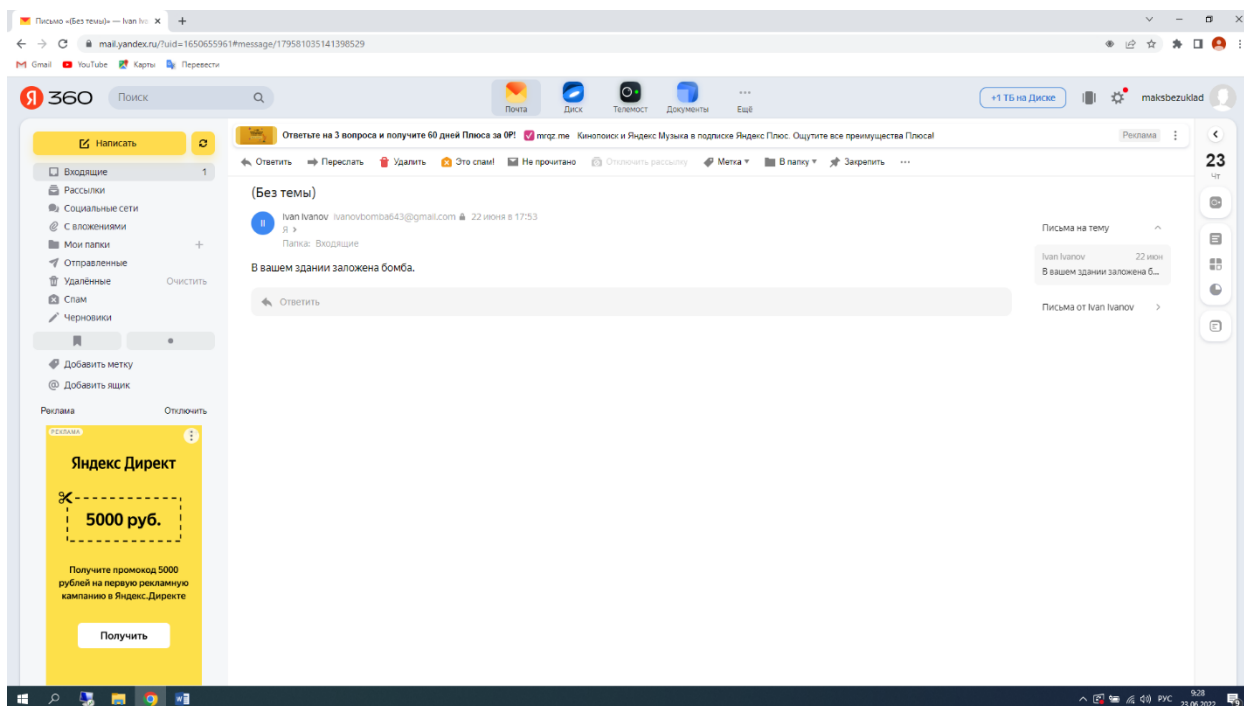 Письмо «(Без темы)» — Ivan Iva
mail.yandex.ru/?uid=1650655961#message/179581035141398529
Gmail YouTube Карты Перевести
360 Поиск Почта Диск Телемост Документы Ещё +1 ТБ на Диске maksbezuklad
Ответьте на 3 вопроса и получите 60 дней Плюса за 0₽! mrqz.me Кинопоиск и Яндекс Музыка в подписке Яндекс Плюс. Ощутите все преимущества Плюса! Реклама
Написать
Ответить Переслать Удалить Это спам! Не прочитано Отключить рассылку Метка В папку Закрепить ...
23
чт
Входящие 1
Рассылки
Социальные сети
С вложениями
Мои папки +
Отправленные
Удалённые Очистить
Спам
Черновики
Добавить метку
Добавить ящик
Реклама Отключить
РЕКЛАМА
Яндекс Директ
5000 руб.
Получите промокод 5000
рублей на первую рекламную
кампанию в Яндекс.Директе
Получить
(Без темы)
II
Ivan Ivanov ivanovbomba643@gmail.com 22 июня в 17:53
Я >
Папка: Входящие
В вашем здании заложена бомба.
Ответить
Письма на тему
Ivan Ivanov 22 июн
В вашем здании заложена б...
Письма от Ivan Ivanov >
РУС 9:28
23.06.2022